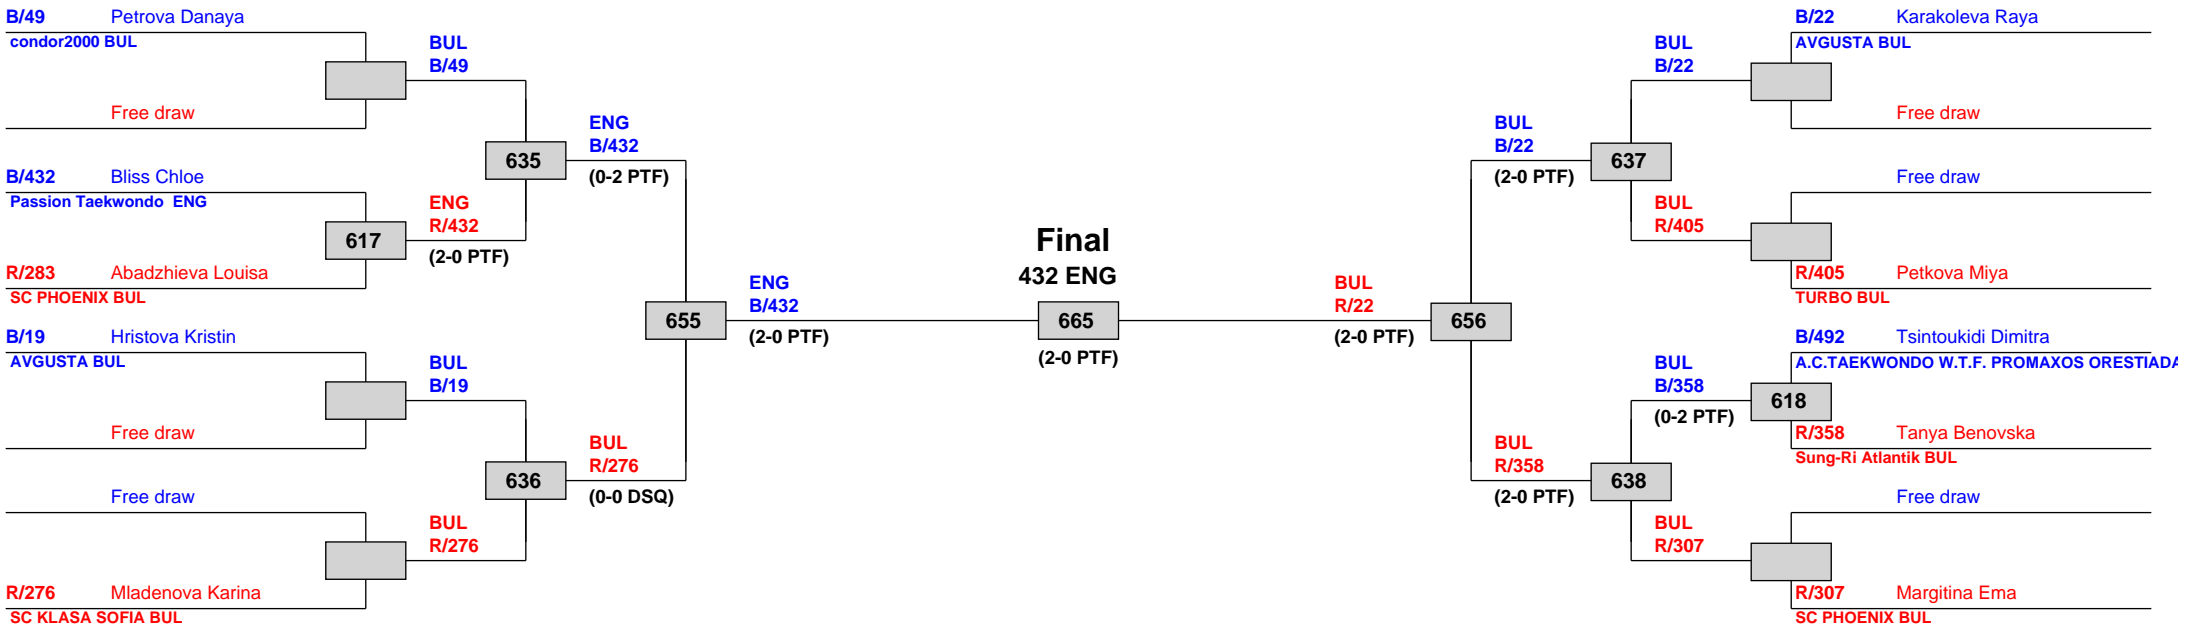 B/49 Petrova Danaya
condor2000 BUL
BUL
B/49
Free draw
ENG
B/432
635
(0-2 PTF)
B/432 Bliss Chloe
Passion Taekwondo  ENG
ENG
R/432
617
(2-0 PTF)
R/283 Abadzhieva Louisa
SC PHOENIX BUL
ENG
B/432
655
(2-0 PTF)
B/19 Hristova Kristin
AVGUSTA BUL
BUL
B/19
Free draw
BUL
R/276
636
(0-0 DSQ)
Free draw
BUL
R/276
R/276 Mladenova Karina
SC KLASA SOFIA BUL
Final
432 ENG
665
(2-0 PTF)
BUL
R/22
656
(2-0 PTF)
B/22 Karakoleva Raya
AVGUSTA BUL
BUL
B/22
Free draw
BUL
B/22
637
(2-0 PTF)
Free draw
BUL
R/405
R/405 Petkova Miya
TURBO BUL
B/492 Tsintoukidi Dimitra
A.C.TAEKWONDO W.T.F. PROMAXOS ORESTIADA
BUL
B/358
618
(0-2 PTF)
R/358 Tanya Benovska
Sung-Ri Atlantik BUL
BUL
R/358
638
(2-0 PTF)
Free draw
BUL
R/307
R/307 Margitina Ema
SC PHOENIX BUL